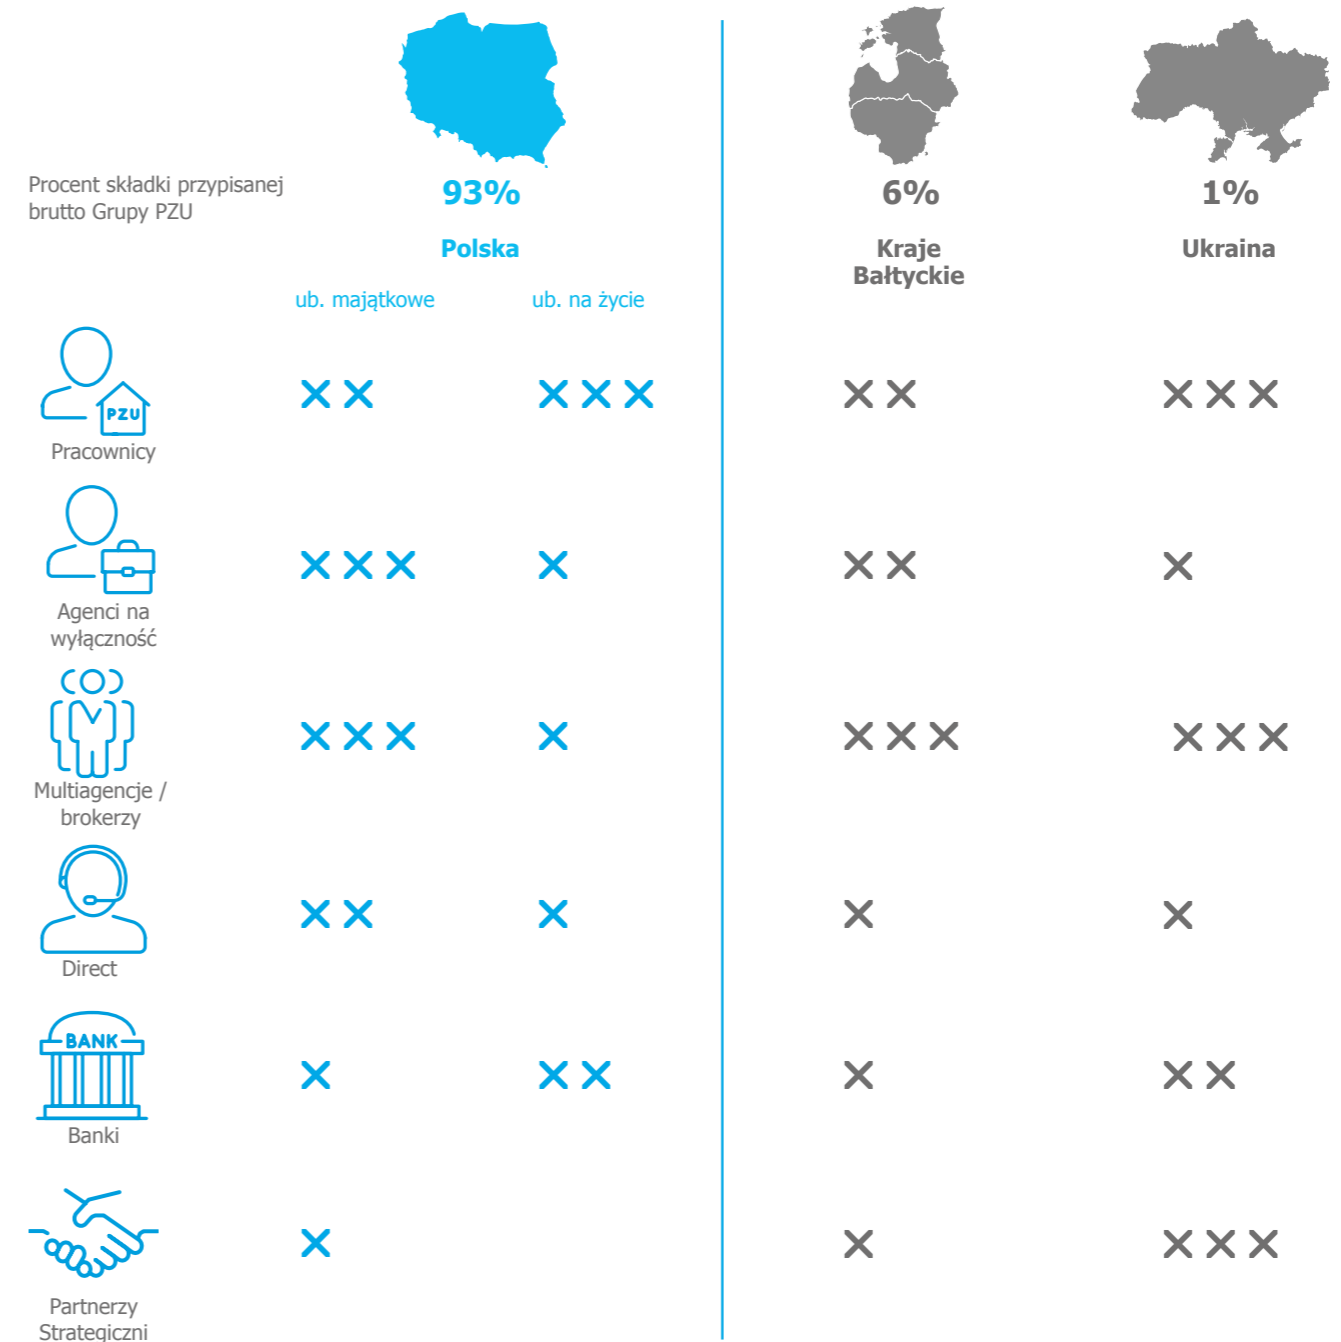 Procent składki przypisanej
brutto Grupy PZU
93%
6%
1%
Polska
Kraje
Bałtyckie
Ukraina
ub. majątkowe
ub. na życie
PZU
Pracownicy
Agenci na
wyłączność
Multiagencje /
brokerzy
Direct
BANK
Banki
Partnerzy
Strategiczni